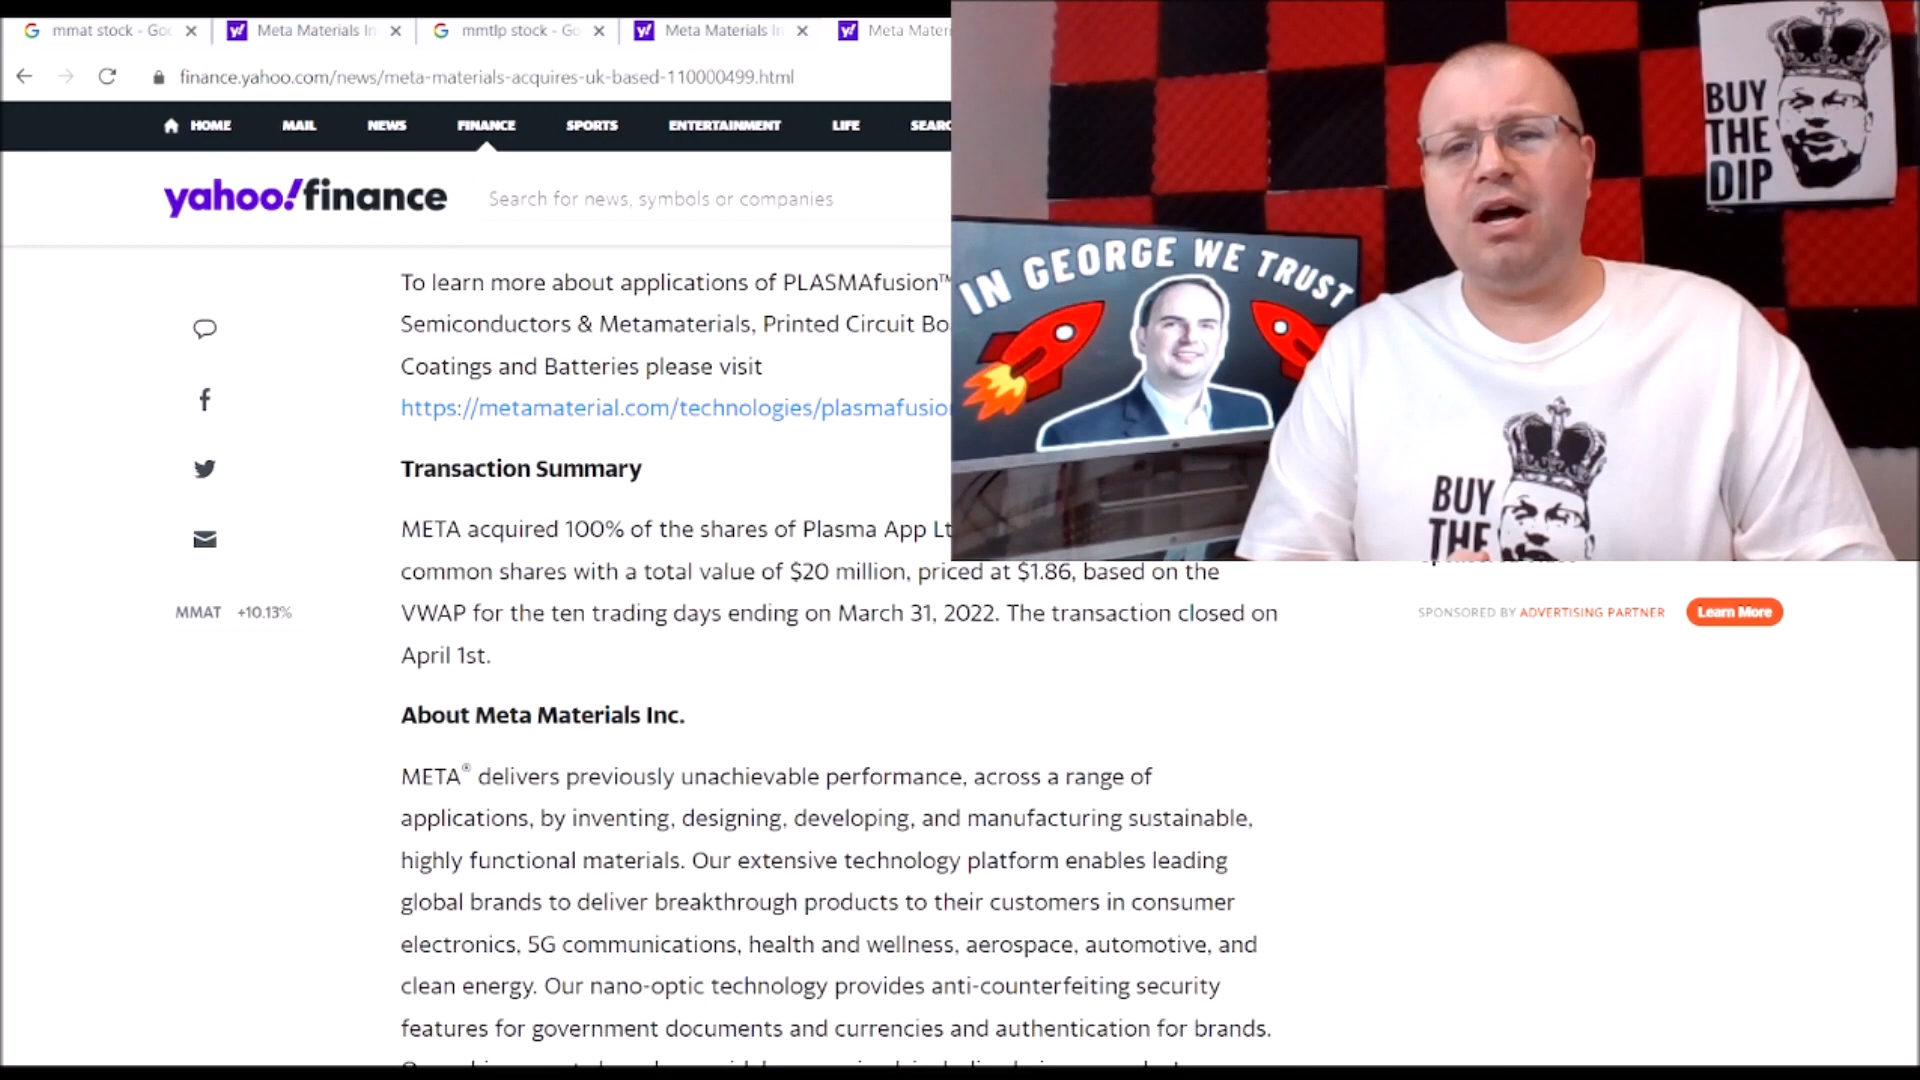 mmat stock - Goo
Meta Materials In
mmtlp stock - Go
Meta Materials In
Meta Mater
finance.yahoo.com/news/meta-materials-acquires-uk-based-110000499.html
HOME MAIL NEWS FINANCE SPORTS ENTERTAINMENT LIFE SEARC
yahoo!finance
Search for news, symbols or companies
BUY
THE
DIP
IN GEORGE WE TRUST
BUY
THE
To learn more about applications of PLASMAfusion™
Semiconductors & Metamaterials, Printed Circuit Bo
Coatings and Batteries please visit
https://metamaterial.com/technologies/plasmafusio
Transaction Summary
META acquired 100% of the shares of Plasma App Lt
common shares with a total value of $20 million, priced at $1.86, based on the
VWAP for the ten trading days ending on March 31, 2022. The transaction closed on
April 1st.
MMAT +10.13%
SPONSORED BY ADVERTISING PARTNER
Learn More
About Meta Materials Inc.
META® delivers previously unachievable performance, across a range of
applications, by inventing, designing, developing, and manufacturing sustainable,
highly functional materials. Our extensive technology platform enables leading
global brands to deliver breakthrough products to their customers in consumer
electronics, 5G communications, health and wellness, aerospace, automotive, and
clean energy. Our nano-optic technology provides anti-counterfeiting security
features for government documents and currencies and authentication for brands.